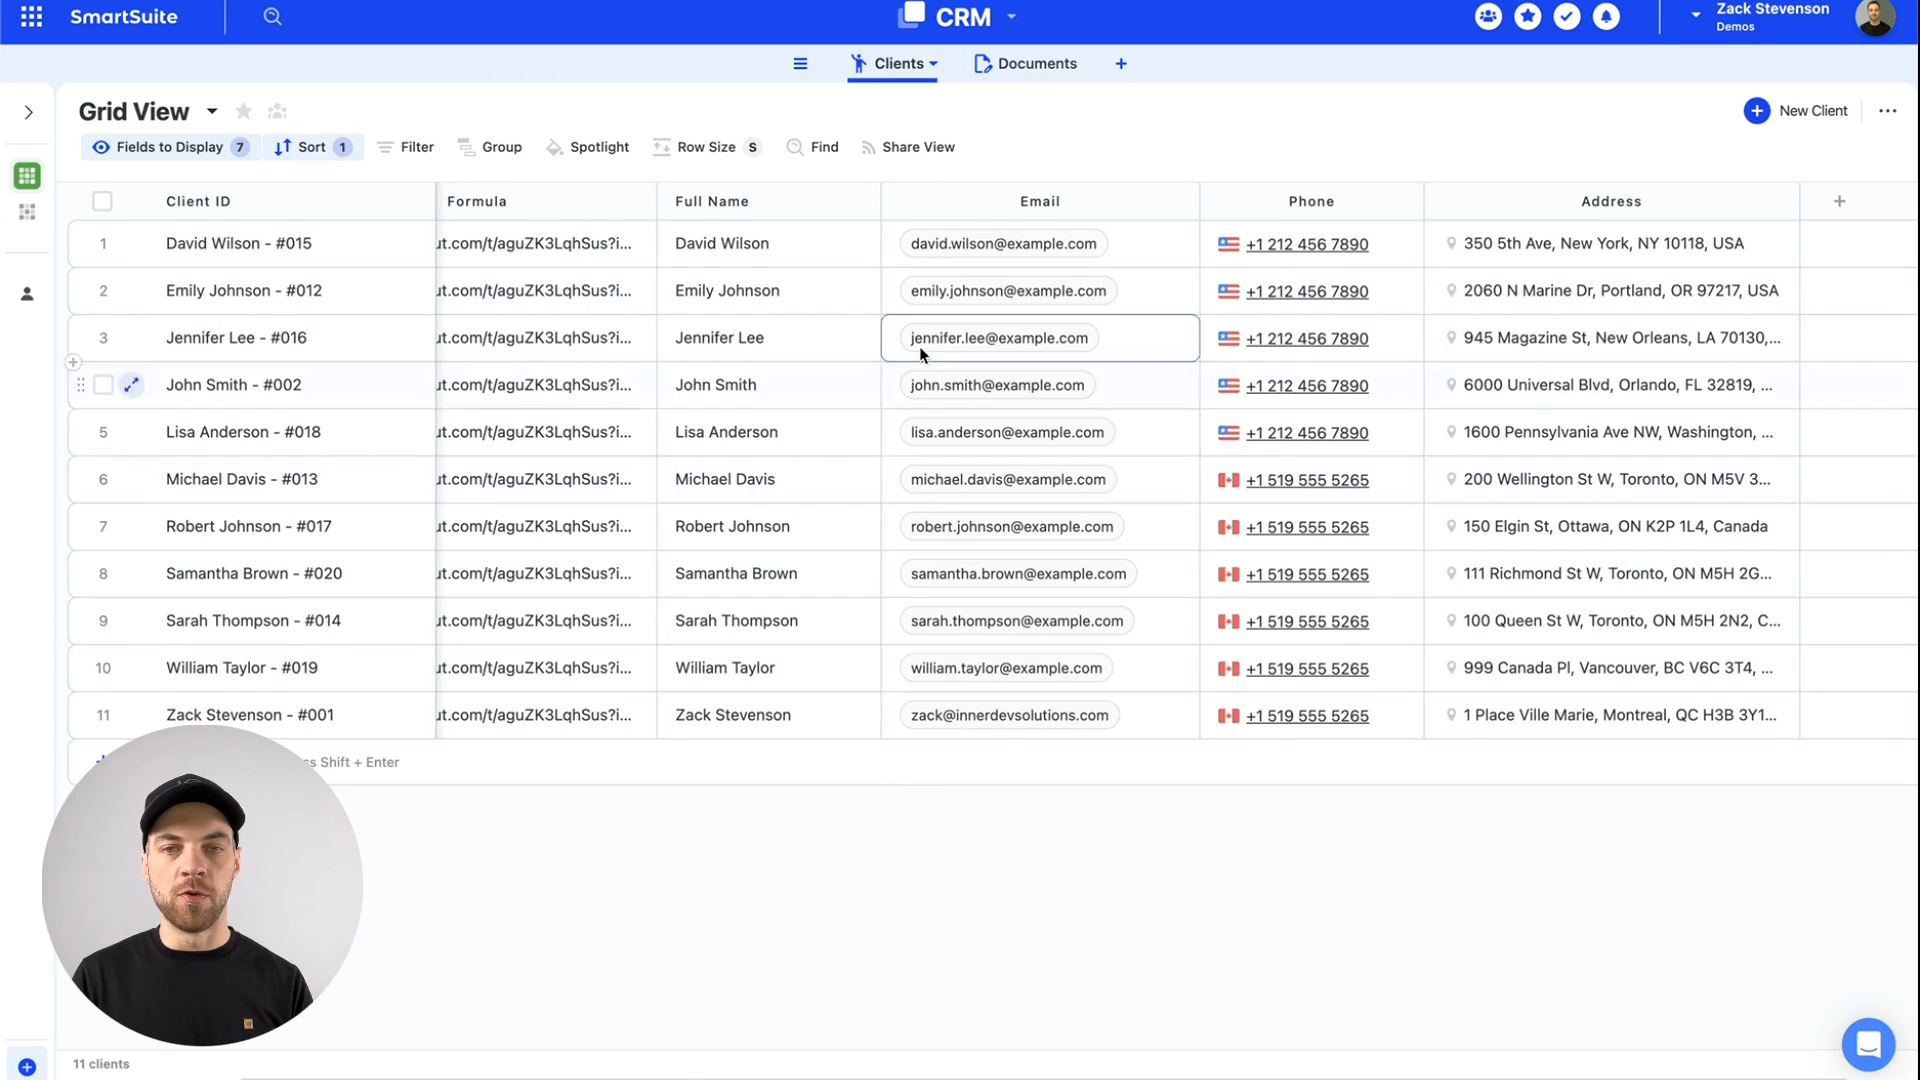 SmartSuite
CRM
Zack Stevenson
Demos
Clients
Documents
Grid View
New Client
Fields to Display 7
Sort 1
Filter
Group
Spotlight
Row Size S
Find
Share View
Client ID Formula Full Name Email Phone Address
1 David Wilson - #015 ut.com/t/aguZK3LqhSus?i... David Wilson david.wilson@example.com +1 212 456 7890 350 5th Ave, New York, NY 10118, USA
2 Emily Johnson - #012 ut.com/t/aguZK3LqhSus?i... Emily Johnson emily.johnson@example.com +1 212 456 7890 2060 N Marine Dr, Portland, OR 97217, USA
3 Jennifer Lee - #016 ut.com/t/aguZK3LqhSus?i... Jennifer Lee jennifer.lee@example.com +1 212 456 7890 945 Magazine St, New Orleans, LA 70130,...
John Smith - #002 ut.com/t/aguZK3LqhSus?i... John Smith john.smith@example.com +1 212 456 7890 6000 Universal Blvd, Orlando, FL 32819, ...
5 Lisa Anderson - #018 ut.com/t/aguZK3LqhSus?i... Lisa Anderson lisa.anderson@example.com +1 212 456 7890 1600 Pennsylvania Ave NW, Washington, ...
6 Michael Davis - #013 ut.com/t/aguZK3LqhSus?i... Michael Davis michael.davis@example.com +1 519 555 5265 200 Wellington St W, Toronto, ON M5V 3...
7 Robert Johnson - #017 ut.com/t/aguZK3LqhSus?i... Robert Johnson robert.johnson@example.com +1 519 555 5265 150 Elgin St, Ottawa, ON K2P 1L4, Canada
8 Samantha Brown - #020 ut.com/t/aguZK3LqhSus?i... Samantha Brown samantha.brown@example.com +1 519 555 5265 111 Richmond St W, Toronto, ON M5H 2G...
9 Sarah Thompson - #014 ut.com/t/aguZK3LqhSus?i... Sarah Thompson sarah.thompson@example.com +1 519 555 5265 100 Queen St W, Toronto, ON M5H 2N2, C...
10 William Taylor - #019 ut.com/t/aguZK3LqhSus?i... William Taylor william.taylor@example.com +1 519 555 5265 999 Canada Pl, Vancouver, BC V6C 3T4, ...
11 Zack Stevenson - #001 ut.com/t/aguZK3LqhSus?i... Zack Stevenson zack@innerdevsolutions.com +1 519 555 5265 1 Place Ville Marie, Montreal, QC H3B 3Y1...
Shift + Enter
11 clients